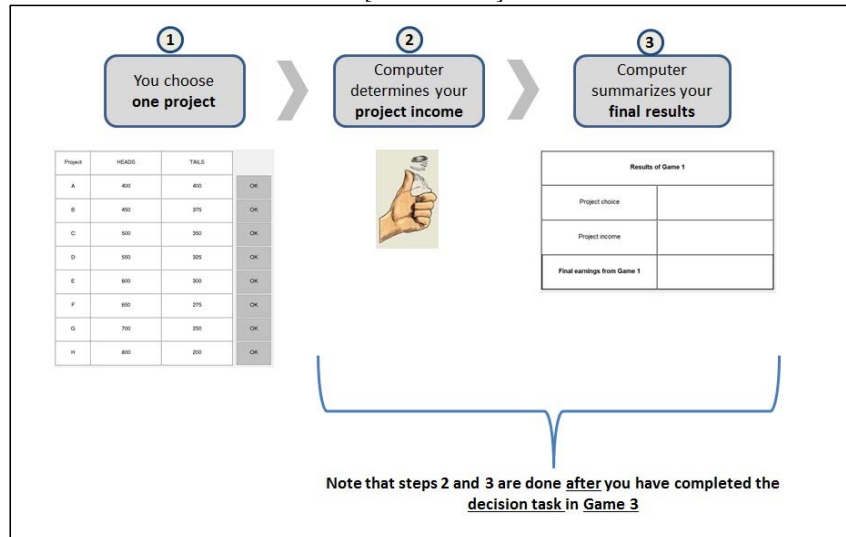 1
You choose
one project
2
Computer
determines your
project income
3
Computer
summarizes your
final results
Project HEADS TAILS
A 400 400 OK
B 450 375 OK
C 500 350 OK
D 550 325 OK
E 600 300 OK
F 650 275 OK
G 700 250 OK
H 800 200 OK
Results of Game 1
Project choice
Project income
Final earnings from Game 1
Note that steps 2 and 3 are done after you have completed the
decision task in Game 3